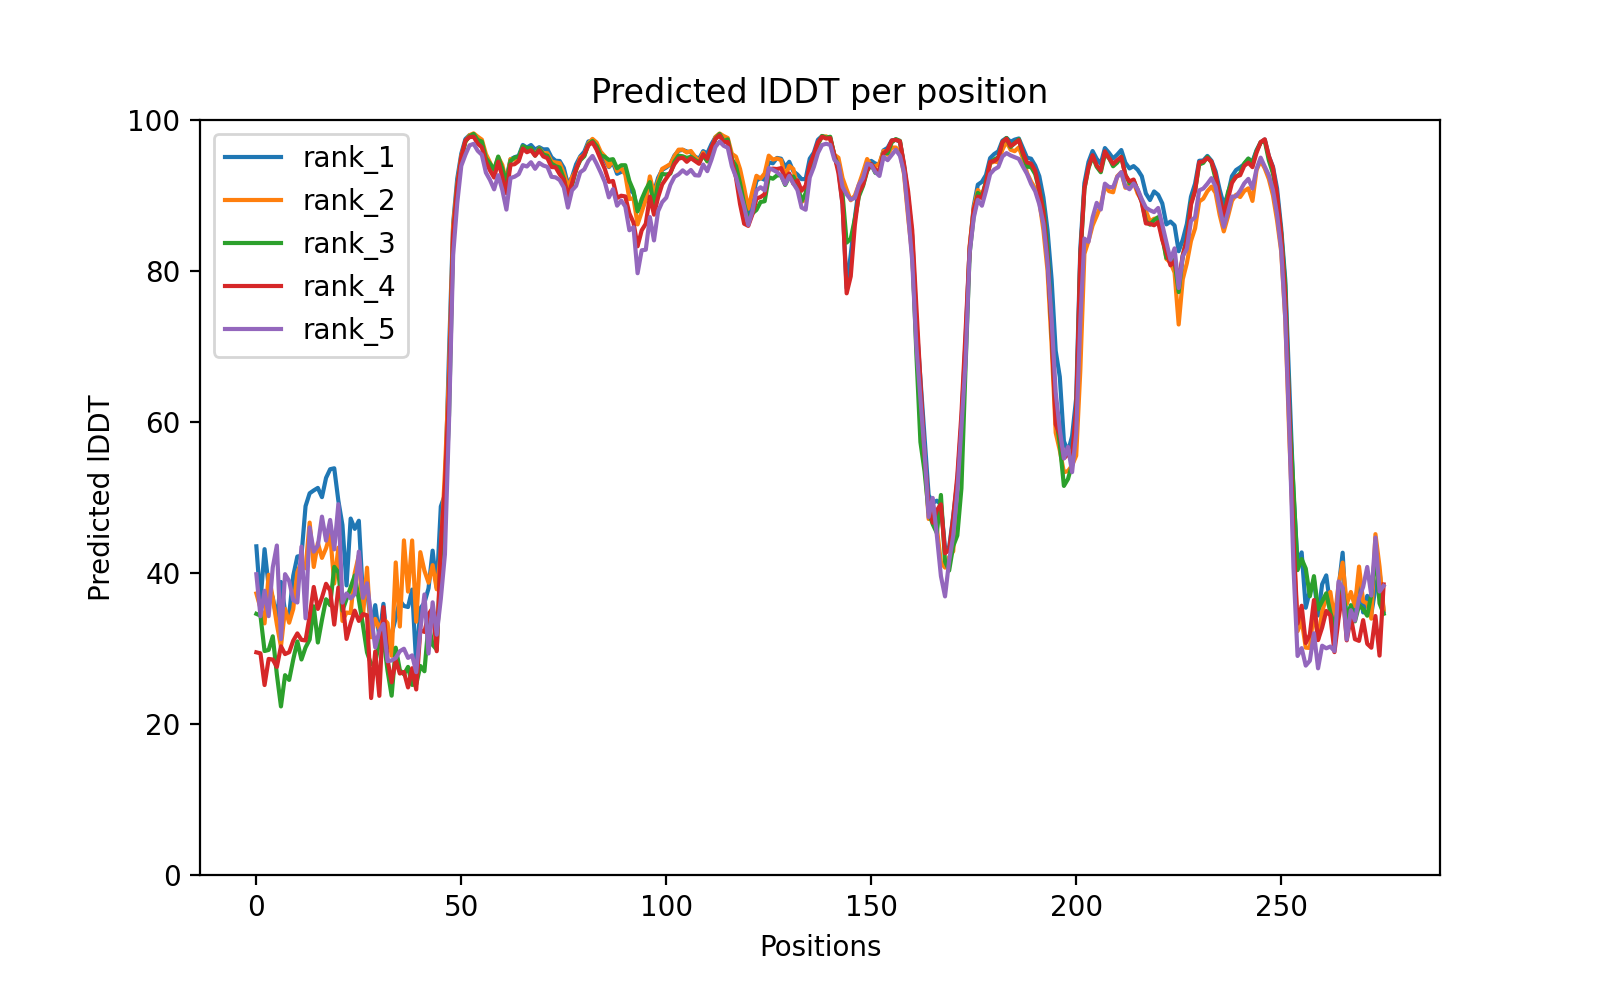 Predicted lDDT per position
100
80
60
40
20
0
Predicted lDDT
rank_1
rank_2
rank_3
rank_4
rank_5
0 50 100 150 200 250
Positions